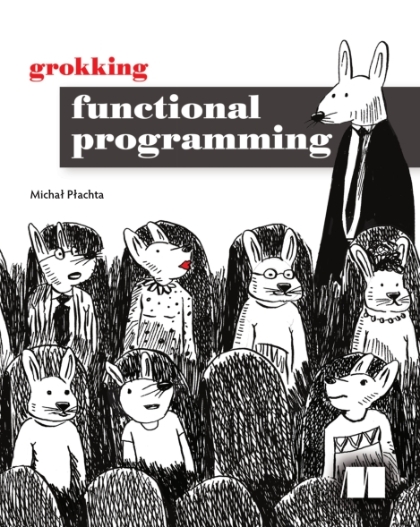 grokking
functional
programming
Michał Płachta